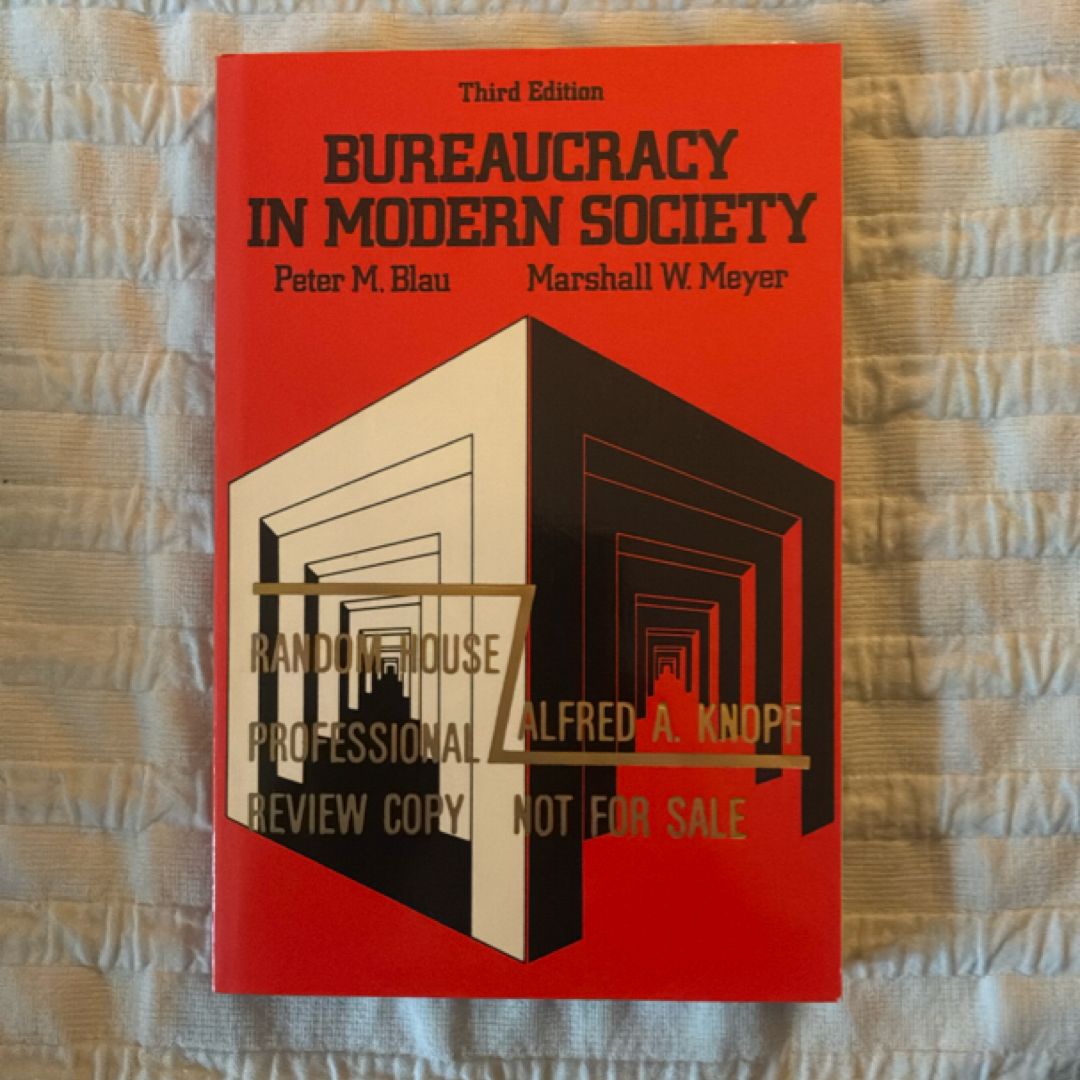 Third Edition
BUREAUCRACY
IN MODERN SOCIETY
Peter M. Blau Marshall W. Meyer
RANDOM HOUSE
ALFRED A. KNOPF
PROFESSIONAL
REVIEW COPY NOT FOR SALE